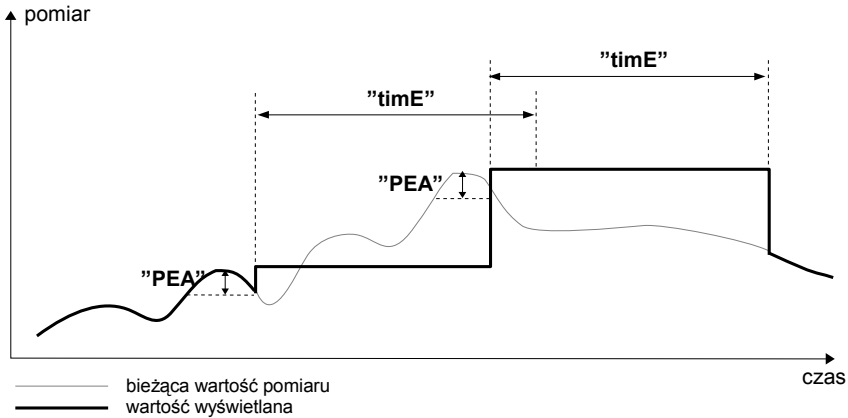 pomiar
”timE”
”timE”
”PEA”
”PEA”
czas
bieżąca wartość pomiaru
wartość wyświetlana